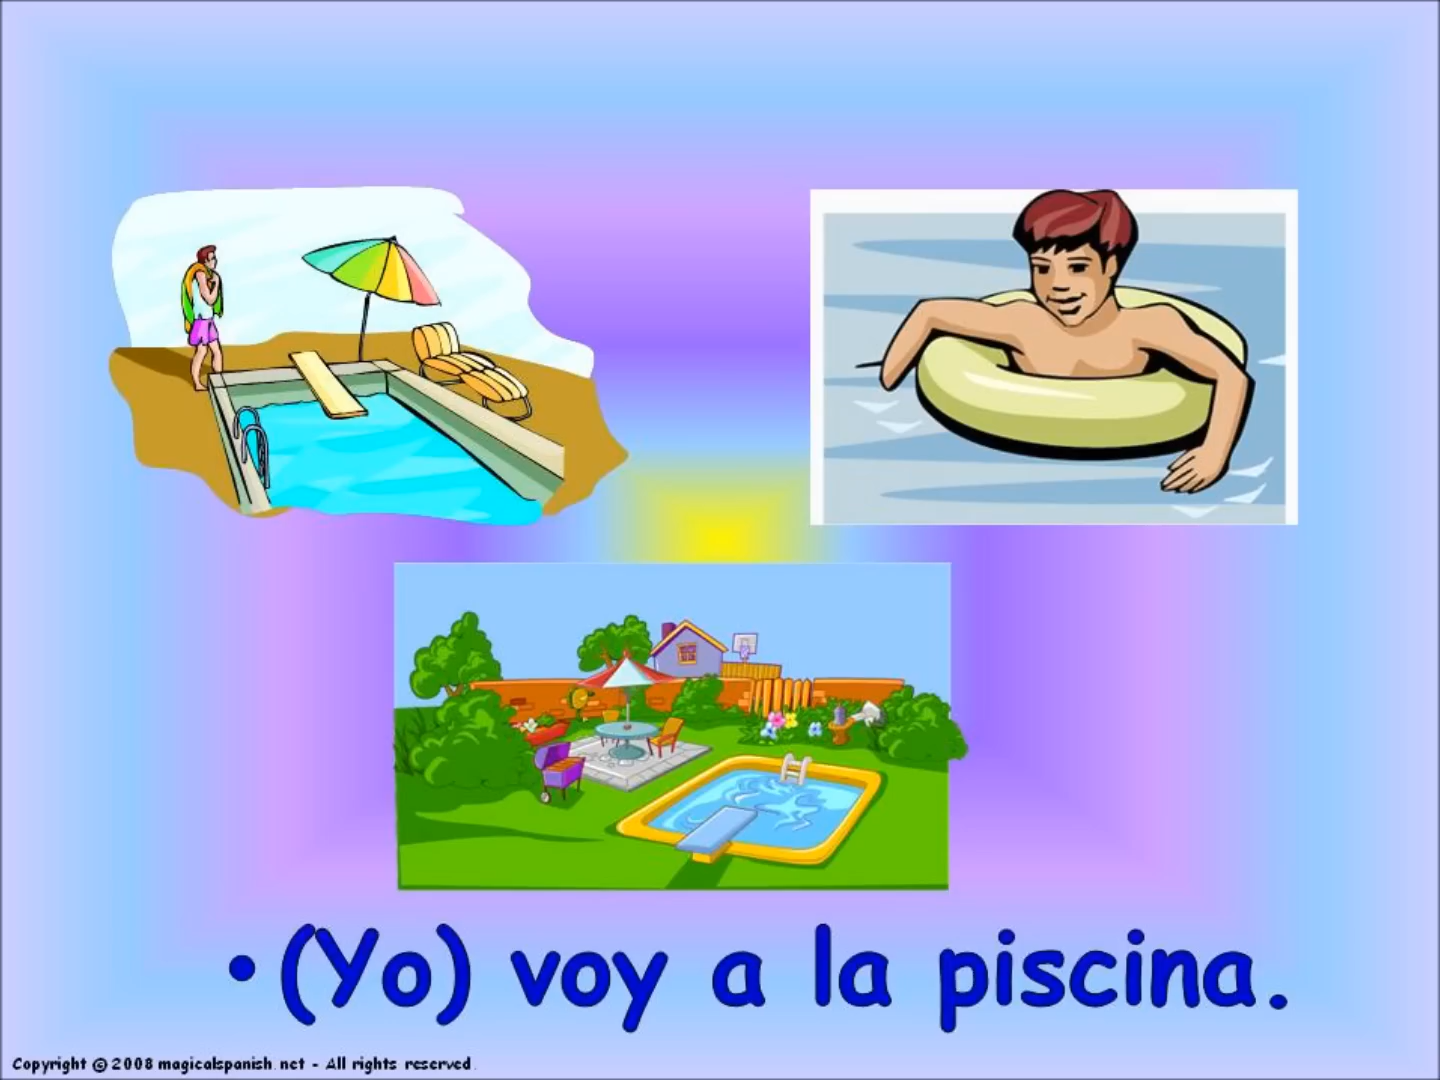 • (Yo) voy a la piscina.
Copyright © 2008 magicalspanish.net - All rights reserved.